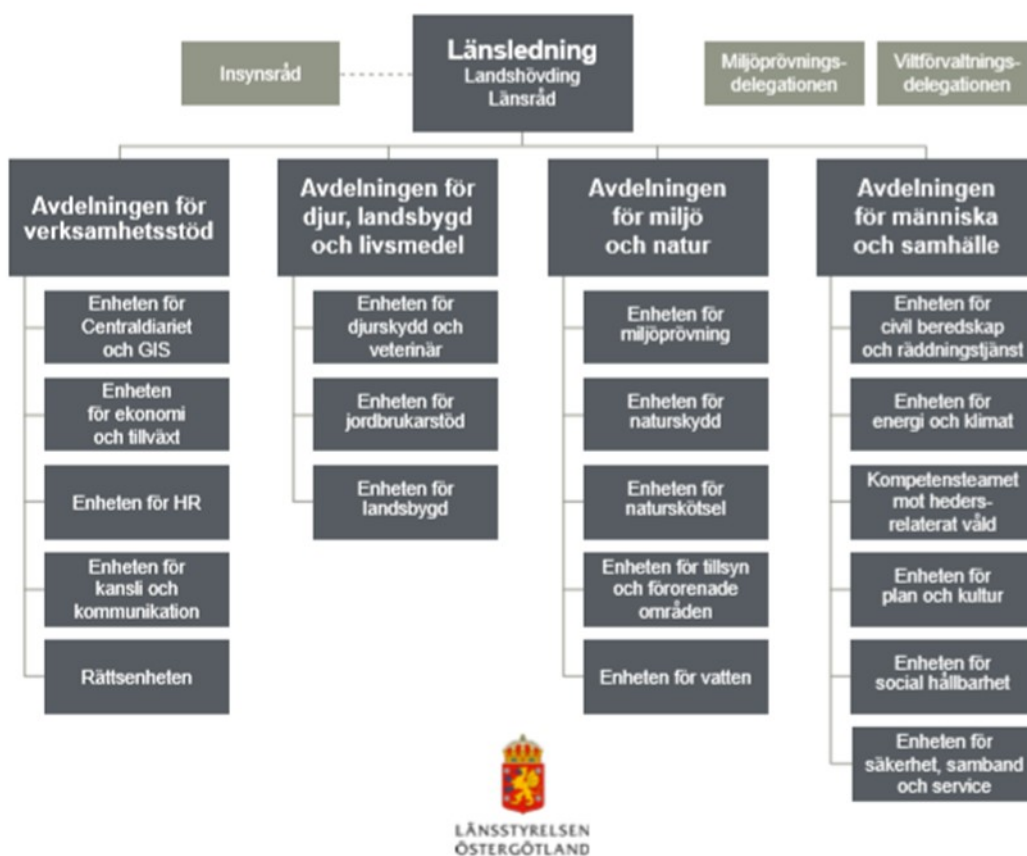 Länsledning
Landshövding
Länsråd
Insynsråd
Miljöprövnings-
delegationen
Viltförvaltnings-
delegationen
Avdelningen för
verksamhetsstöd
Enheten för
Centraldiariet
och GIS
Enheten
för ekonomi
och tillväxt
Enheten för HR
Enheten för
kansli och
kommunikation
Rättsenheten
Avdelningen för
djur, landsbygd
och livsmedel
Enheten för
djurskydd och
veterinär
Enheten för
jordbrukarstöd
Enheten för
landsbygd
Avdelningen
för miljö
och natur
Enheten för
miljöprövning
Enheten för
naturskydd
Enheten för
naturskötsel
Enheten för tillsyn
och förorenade
områden
Enheten för vatten
Avdelningen
för människa
och samhälle
Enheten för
civil beredskap
och räddningstjänst
Enheten för
energi och klimat
Kompetensteamet
mot heders-
relaterat våld
Enheten för
plan och kultur
Enheten för
social hållbarhet
Enheten för
säkerhet, samband
och service
LÄNSSTYRELSEN
ÖSTERGÖTLAND